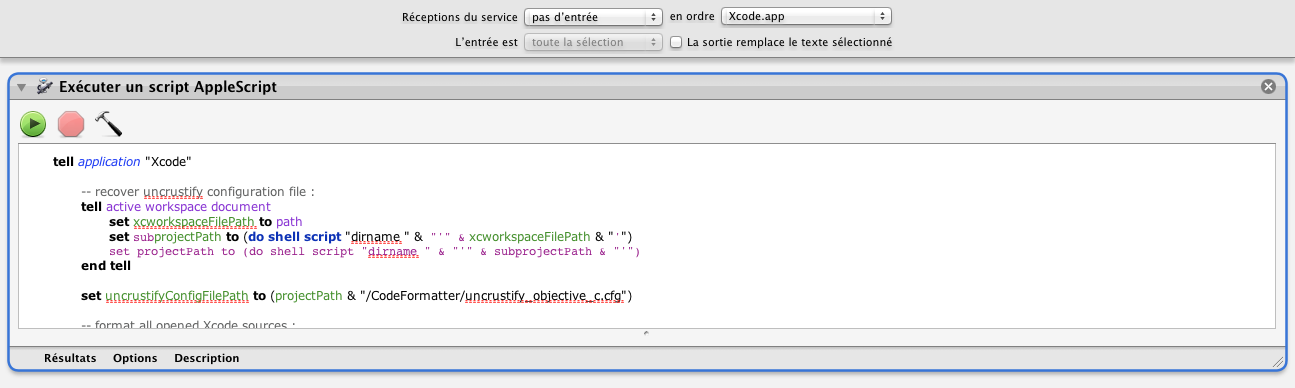 Réceptions du service pas d'entrée en ordre Xcode.app
L'entrée est toute la sélection La sortie remplace le texte sélectionné
Exécuter un script AppleScript
tell application "Xcode"
-- recover uncrustify configuration file :
tell active workspace document
set xcworkspaceFilePath to path
set subprojectPath to (do shell script "dirname " & "'" & xcworkspaceFilePath & "'")
set projectPath to (do shell script "dirname " & "'" & subprojectPath & "'")
end tell
set uncrustifyConfigFilePath to (projectPath & "/CodeFormatter/uncrustify_objective_c.cfg")
-- format all opened Xcode sources :
Résultats Options Description